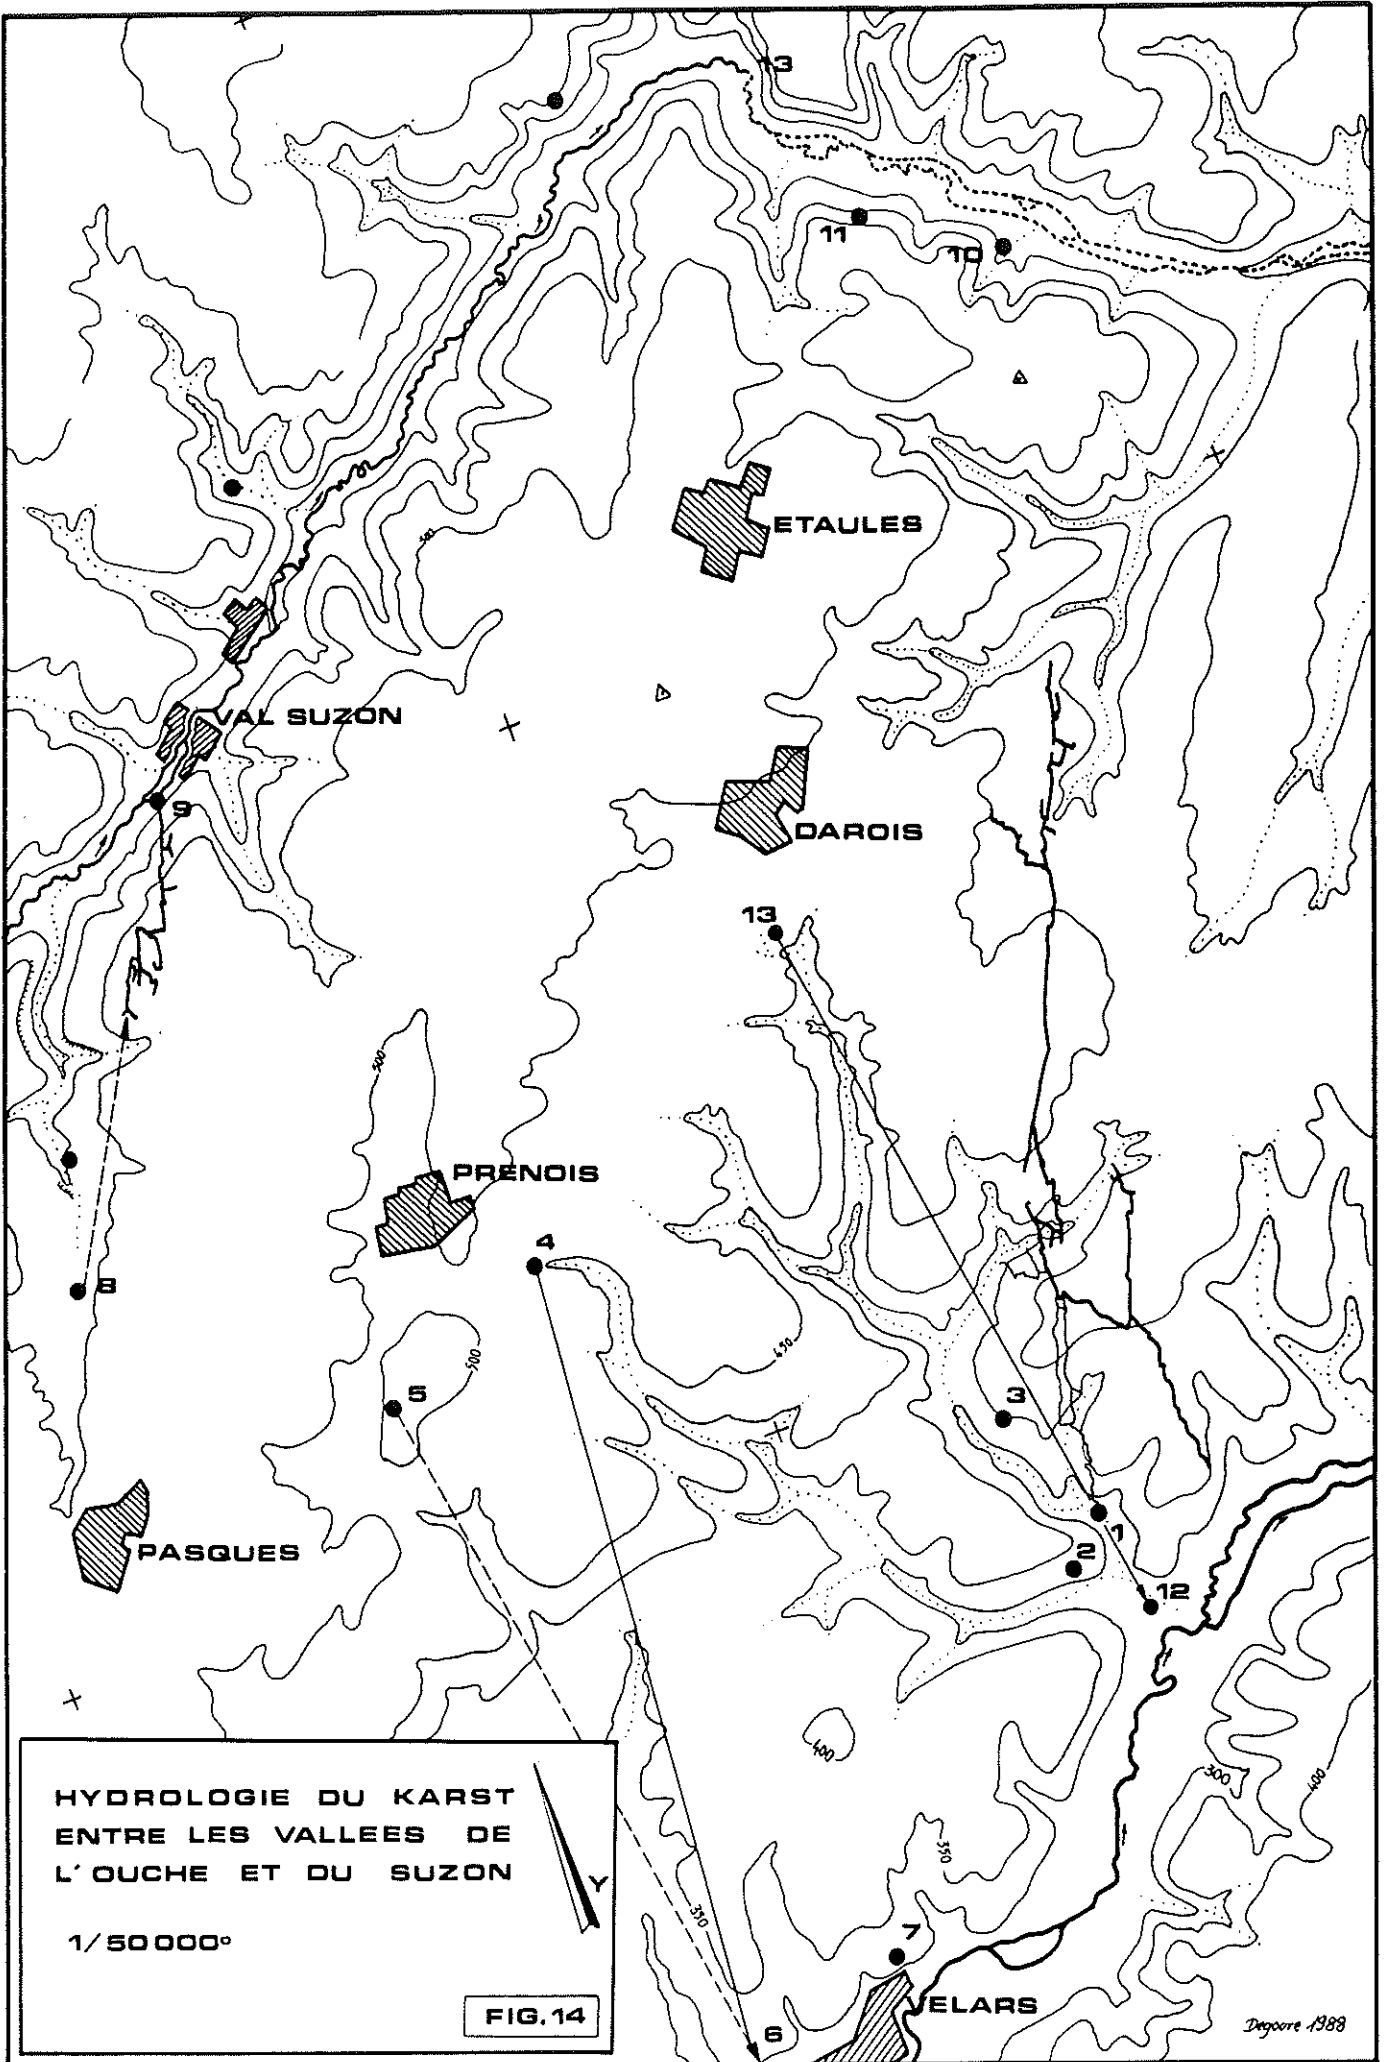 13
11
10
ETAULES
500
VAL SUZON
9
DAROIS
13
500
PRENOIS
4
8
450
500
5
3
PASQUES
1
2
12
400
300
400
HYDROLOGIE DU KARST
ENTRE LES VALLEES DE
L'OUCHE ET DU SUZON
Y
1/50000°
350
350
7
FIG.14
VELARS
6
Degoore 1988